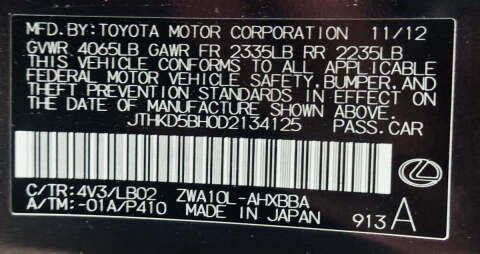 MFD. BY: TOYOTA MOTOR CORPORATION 11/12
GVWR 4065LB GAWR FR 2335LB RR 2235LB
THIS VEHICLE CONFORMS TO ALL APPLICABLE
FEDERAL MOTOR VEHICLE SAFETY, BUMPER, AND
THEFT PREVENTION STANDARDS IN EFFECT ON
THE DATE OF MANUFACTURE SHOWN ABOVE.
JTHKD5BH0D2134125 PASS. CAR
C/TR: 4V3/LB02 ZWA10L-AHXBBA
A/TM: -01A/P410 MADE IN JAPAN 913 A